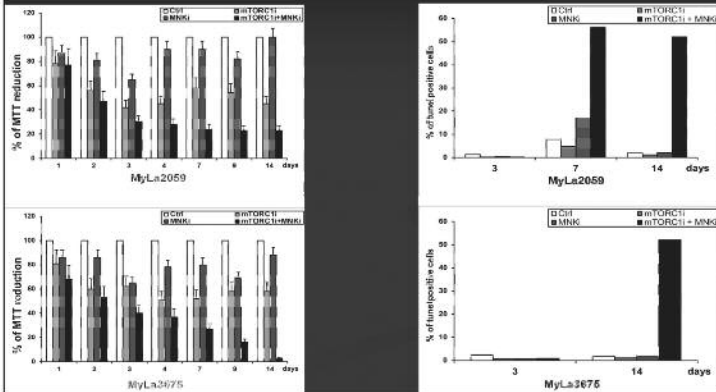 Ctrl mTORC1i
MNKi mTORC1i+MNKi
% of MTT reduction
120
100
80
60
40
20
0
1 2 3 4 7 9 14 days
MyLa2059
Ctrl mTORC1i
MNKi mTORC1i + MNKi
% of tunel positive cells
60
50
40
30
20
10
0
3 7 14 days
MyLa2059
Ctrl mTORC1i
MNKi mTORC1i+MNKi
% of MTT reduction
120
100
80
60
40
20
0
1 2 3 4 7 9 14 days
MyLa3675
Ctrl mTORC1i
MNKi mTORC1i + MNKi
% of tunel positive cells
60
50
40
30
20
10
0
3 14 days
MyLa3675